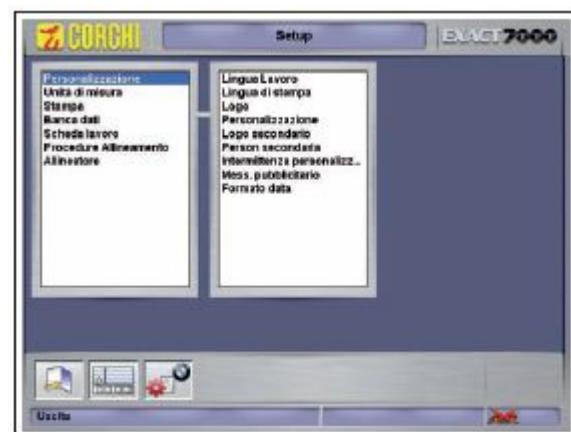 CORGHI
Setup
EXACT 7000
Personalizzazione
Unità di misura
Stampa
Banca dati
Scheda lavoro
Procedure Allineamento
Allineatore
Lingua Lavoro
Lingua di stampa
Logo
Personalizzazione
Logo secondario
Person secondaria
Intermittenza personalizz...
Mess. pubblicitario
Formato data
Uscita